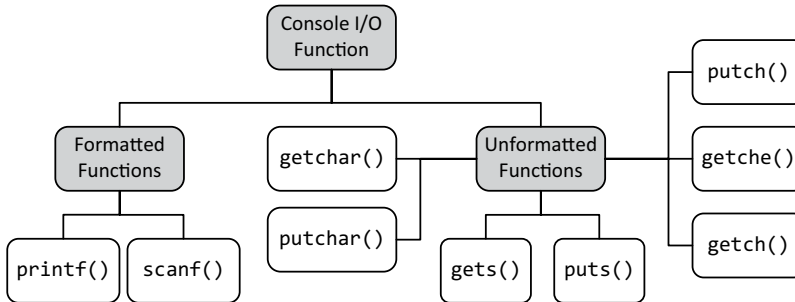 Console I/O
Function
putch()
Formatted
Functions
getchar()
Unformatted
Functions
getche()
putchar()
getch()
printf()
scanf()
gets()
puts()